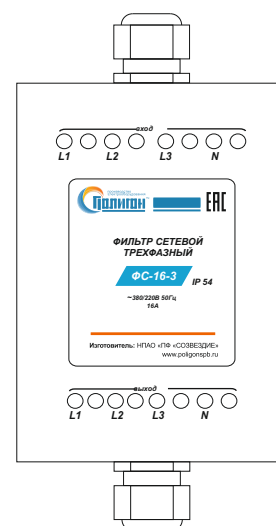 вход
L1 L2 L3 N
Полигон EAC
ФИЛЬТР СЕТЕВОЙ
ТРЕХФАЗНЫЙ
ФС-16-3 IP 54
~380/220В 50Гц
16А
Изготовитель: НПАО «ПФ «СОЗВЕЗДИЕ»
www.poligonspb.ru
выход
L1 L2 L3 N